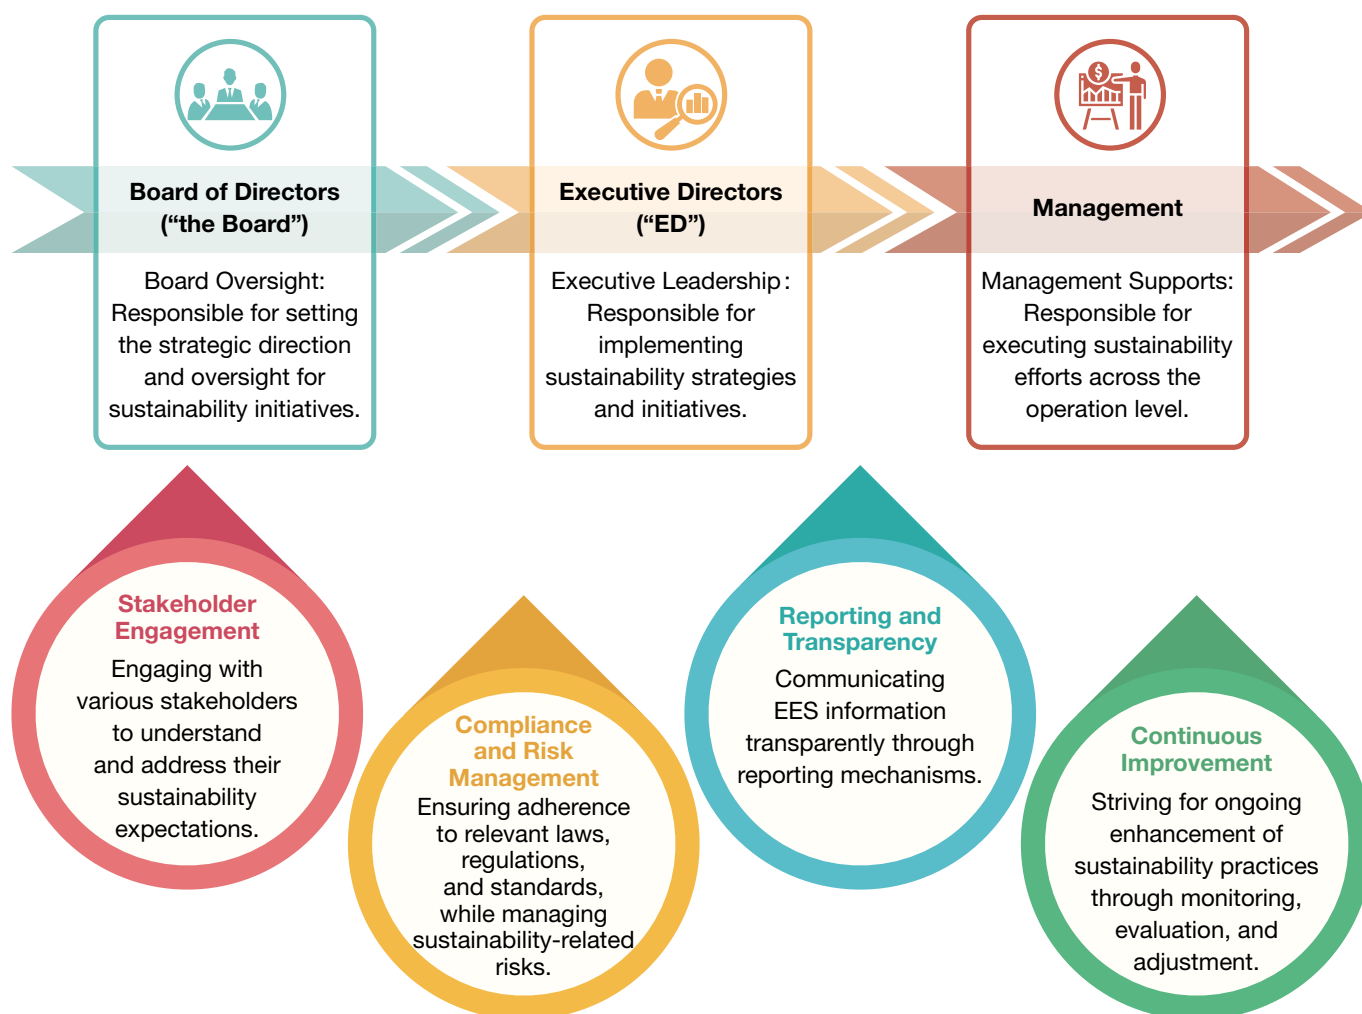 Board of Directors
(“the Board”)
Board Oversight:
Responsible for setting
the strategic direction
and oversight for
sustainability initiatives.
Executive Directors
(“ED”)
Executive Leadership:
Responsible for
implementing
sustainability strategies
and initiatives.
$
Management
Management Supports:
Responsible for
executing sustainability
efforts across the
operation level.
Stakeholder
Engagement
Engaging with
various stakeholders
to understand
and address their
sustainability
expectations.
Compliance
and Risk
Management
Ensuring adherence
to relevant laws,
regulations,
and standards,
while managing
sustainability-related
risks.
Reporting and
Transparency
Communicating
EES information
transparently through
reporting mechanisms.
Continuous
Improvement
Striving for ongoing
enhancement of
sustainability practices
through monitoring,
evaluation, and
adjustment.